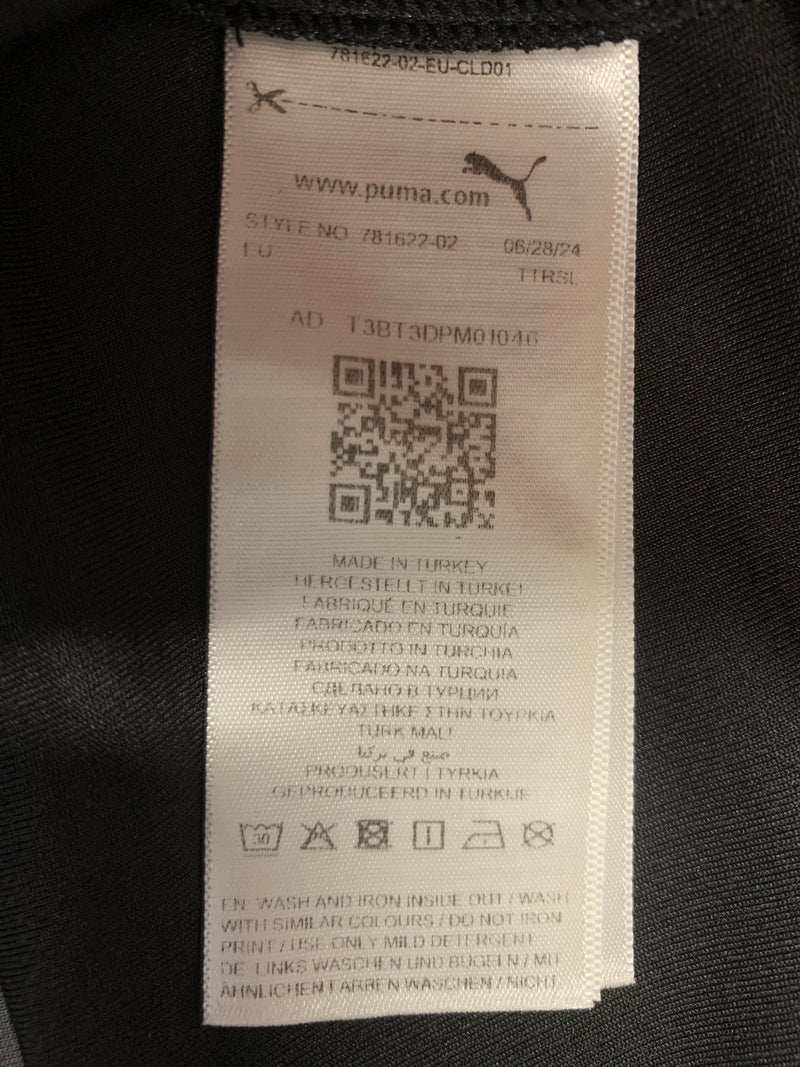 781622-02-EU-CLD01
www.puma.com
STYLE NO 781622-02 06/28/24
EU TTRSL
AD T3BT3DPM01046
MADE IN TURKEY
HERGESTELLT IN TÜRKEI
FABRIQUÉ EN TURQUIE
FABRICADO EN TURQUÍA
PRODOTTO IN TURCHIA
FABRICADO NA TURQUIA
СДЕЛАНО В ТУРЦИИ
ΚΑΤΑΣΚΕΥΑΣΤΗΚΕ ΣΤΗΝ ΤΟΥΡΚΙΑ
TÜRK MALI
صنع في تركيا
PRODUSERT I TYRKIA
GEPRODUCEERD IN TURKIJE
30
EN: WASH AND IRON INSIDE OUT / WASH
WITH SIMILAR COLOURS / DO NOT IRON
PRINT / USE ONLY MILD DETERGENT
DE: LINKS WASCHEN UND BÜGELN / MIT
ÄHNLICHEN FARBEN WASCHEN / NICHT